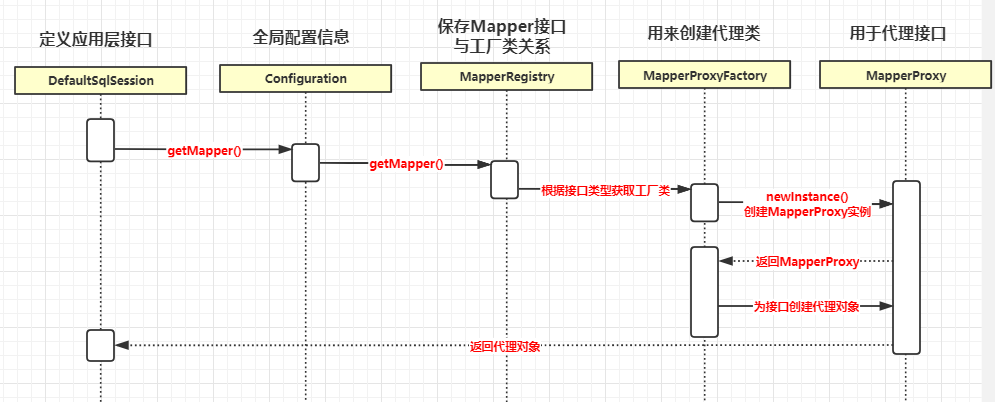 定义应用层接口
全局配置信息
保存Mapper接口
与工厂类关系
用来创建代理类
用于代理接口
DefaultSqlSession
Configuration
MapperRegistry
MapperProxyFactory
MapperProxy
getMapper()
getMapper()
根据接口类型获取工厂类
newInstance()
创建MapperProxy实例
返回MapperProxy
为接口创建代理对象
返回代理对象